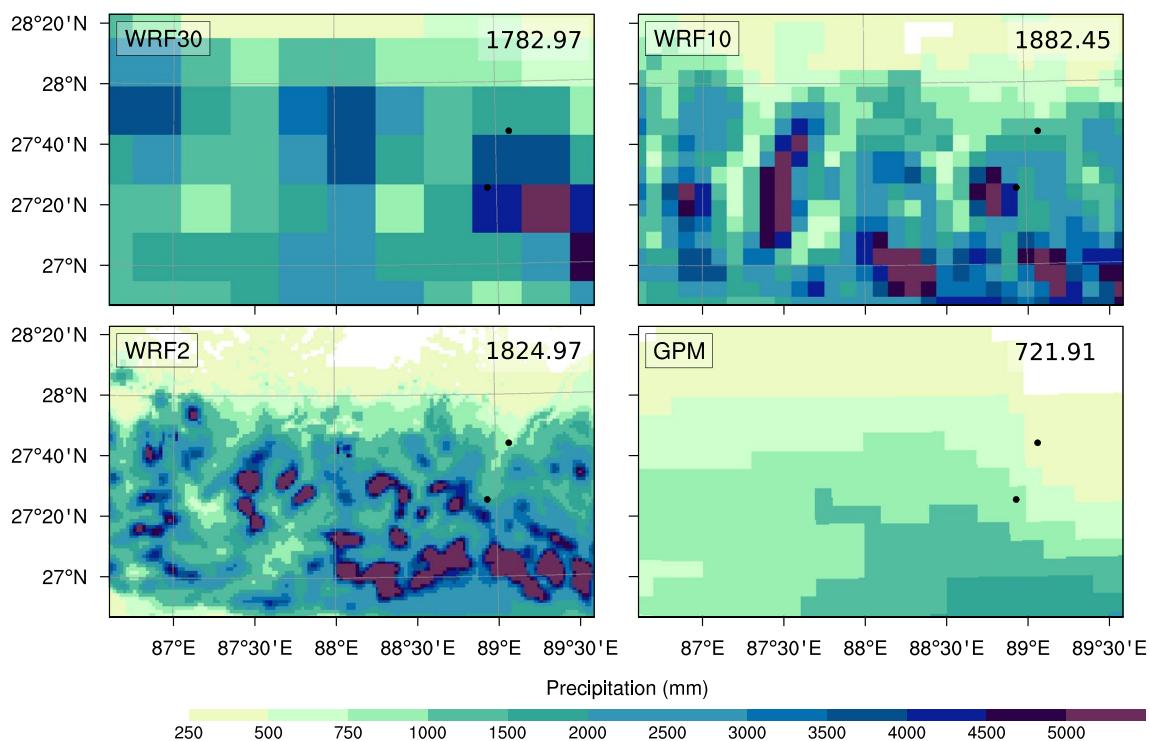 28°20'N WRF30 1782.97 WRF10 1882.45
28°N
27°40'N
27°20'N
27°N
28°20'N WRF2 1824.97 GPM 721.91
28°N
27°40'N
27°20'N
27°N
87°E 87°30'E 88°E 88°30'E 89°E 89°30'E 87°E 87°30'E 88°E 88°30'E 89°E 89°30'E
Precipitation (mm)
250 500 750 1000 1500 2000 2500 3000 3500 4000 4500 5000